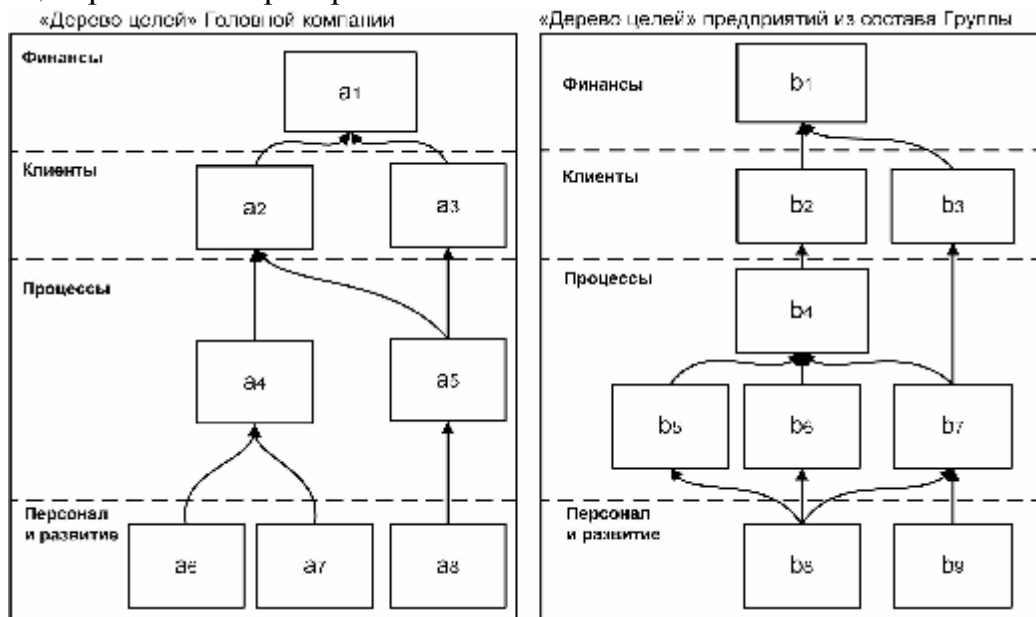 «Дерево целей» Головной компании
Финансы
a1
Клиенты
a2
a3
Процессы
a4
a5
Персонал
и развитие
a6
a7
a8
«Дерево целей» предприятий из состава Группы
Финансы
b1
Клиенты
b2
b3
Процессы
b4
b5
b6
b7
Персонал
и развитие
b8
b9